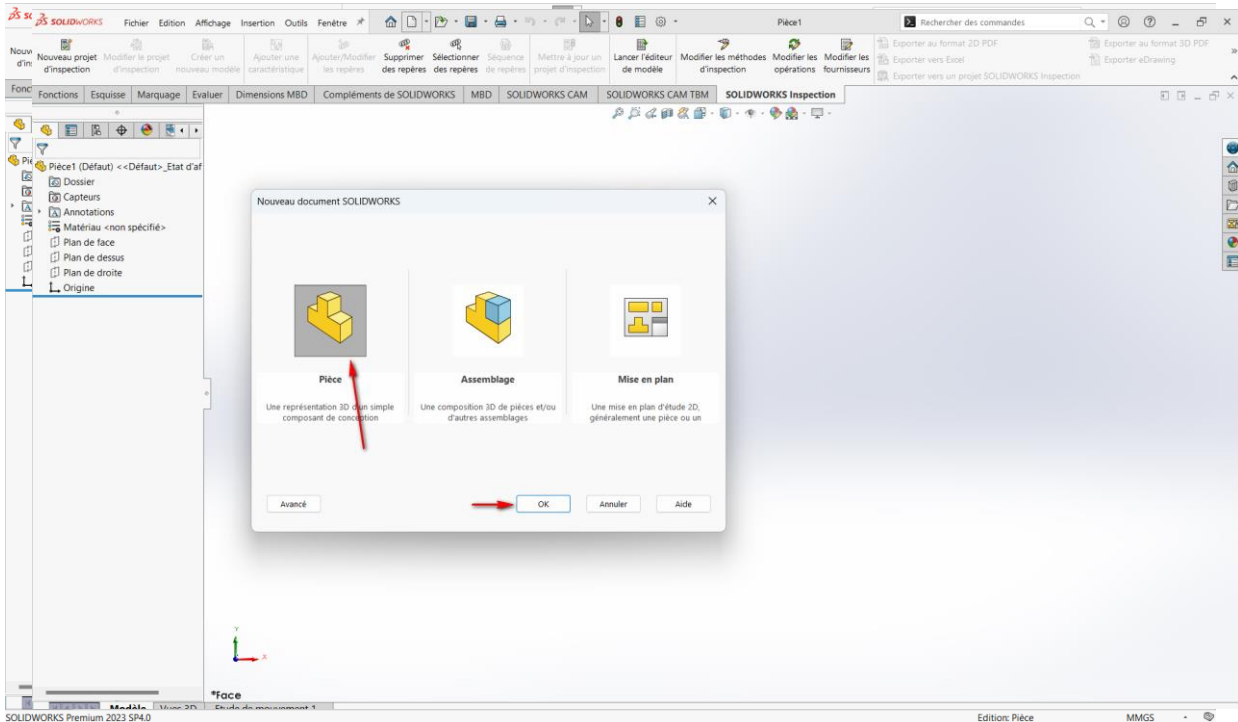 SOLIDWORKS Fichier Edition Affichage Insertion Outils Fenêtre Pièce1 Rechercher des commandes
Nouveau projet d'inspection
Modifier le projet d'inspection
Créer un nouveau modèle
Ajouter une caractéristique
Ajouter/Modifier les repères
Supprimer des repères
Sélectionner des repères
Séquence de repères
Mettre à jour un projet d'inspection
Lancer l'éditeur de modèle
Modifier les méthodes d'inspection
Modifier les opérations
Modifier les fournisseurs
Exporter au format 2D PDF
Exporter vers Excel
Exporter vers un projet SOLIDWORKS Inspection
Exporter au format 3D PDF
Exporter eDrawing
Fonctions Esquisse Marquage Evaluer Dimensions MBD Compléments de SOLIDWORKS MBD SOLIDWORKS CAM SOLIDWORKS CAM TBM SOLIDWORKS Inspection
Pièce1 (Défaut) <<Défaut>_Etat d'af
Dossier
Capteurs
Annotations
Matériau <non spécifié>
Plan de face
Plan de dessus
Plan de droite
Origine
Nouveau document SOLIDWORKS
Pièce
Une représentation 3D d'un simple
composant de conception
Assemblage
Une composition 3D de pièces et/ou
d'autres assemblages
Mise en plan
Une mise en plan d'étude 2D,
généralement une pièce ou un
Avancé OK Annuler Aide
Y
X
*Face
Modèle Vues 3D Etude de mouvement 1
SOLIDWORKS Premium 2023 SP4.0 Edition: Pièce MMGS